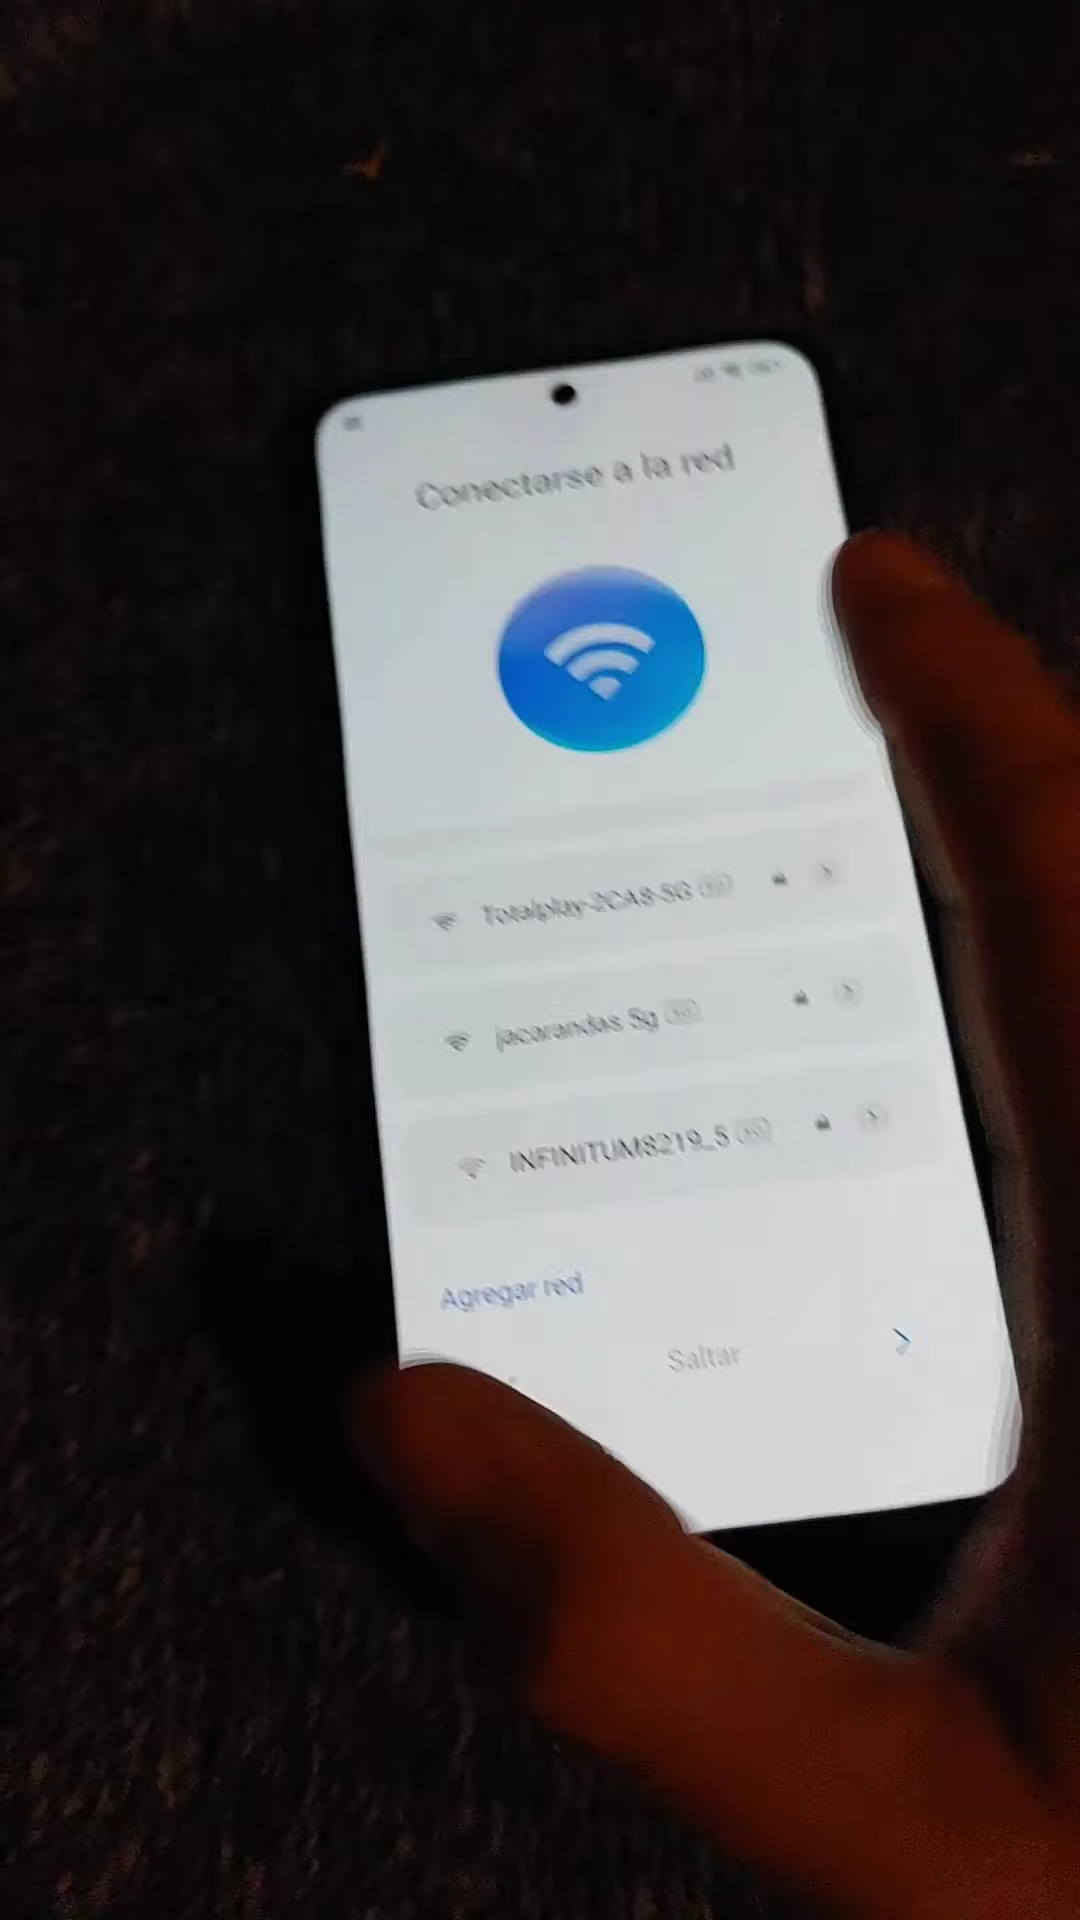 Conectarse a la red
Totalplay-2CA8-5G
jacarandas 5g
INFINITUM8219_5
Agregar red
Saltar